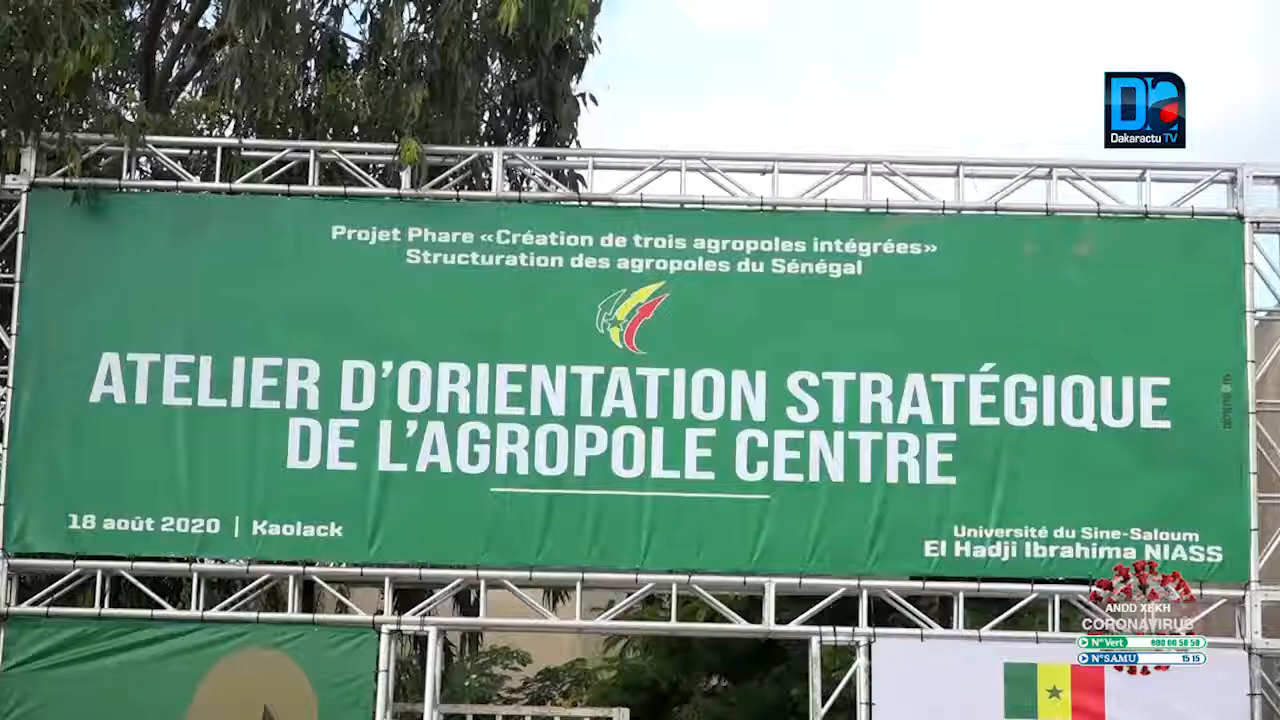 Dakaractu TV
Projet Phare «Création de trois agropoles intégrées»
Structuration des agropoles du Sénégal
ATELIER D'ORIENTATION STRATÉGIQUE
DE L'AGROPOLE CENTRE
18 août 2020 | Kaolack
Université du Sine-Saloum
El Hadji Ibrahima NIASS
ANDD XEKH
CORONAVIRUS
N°Vert 800 00 50 50
N°SAMU 15 15